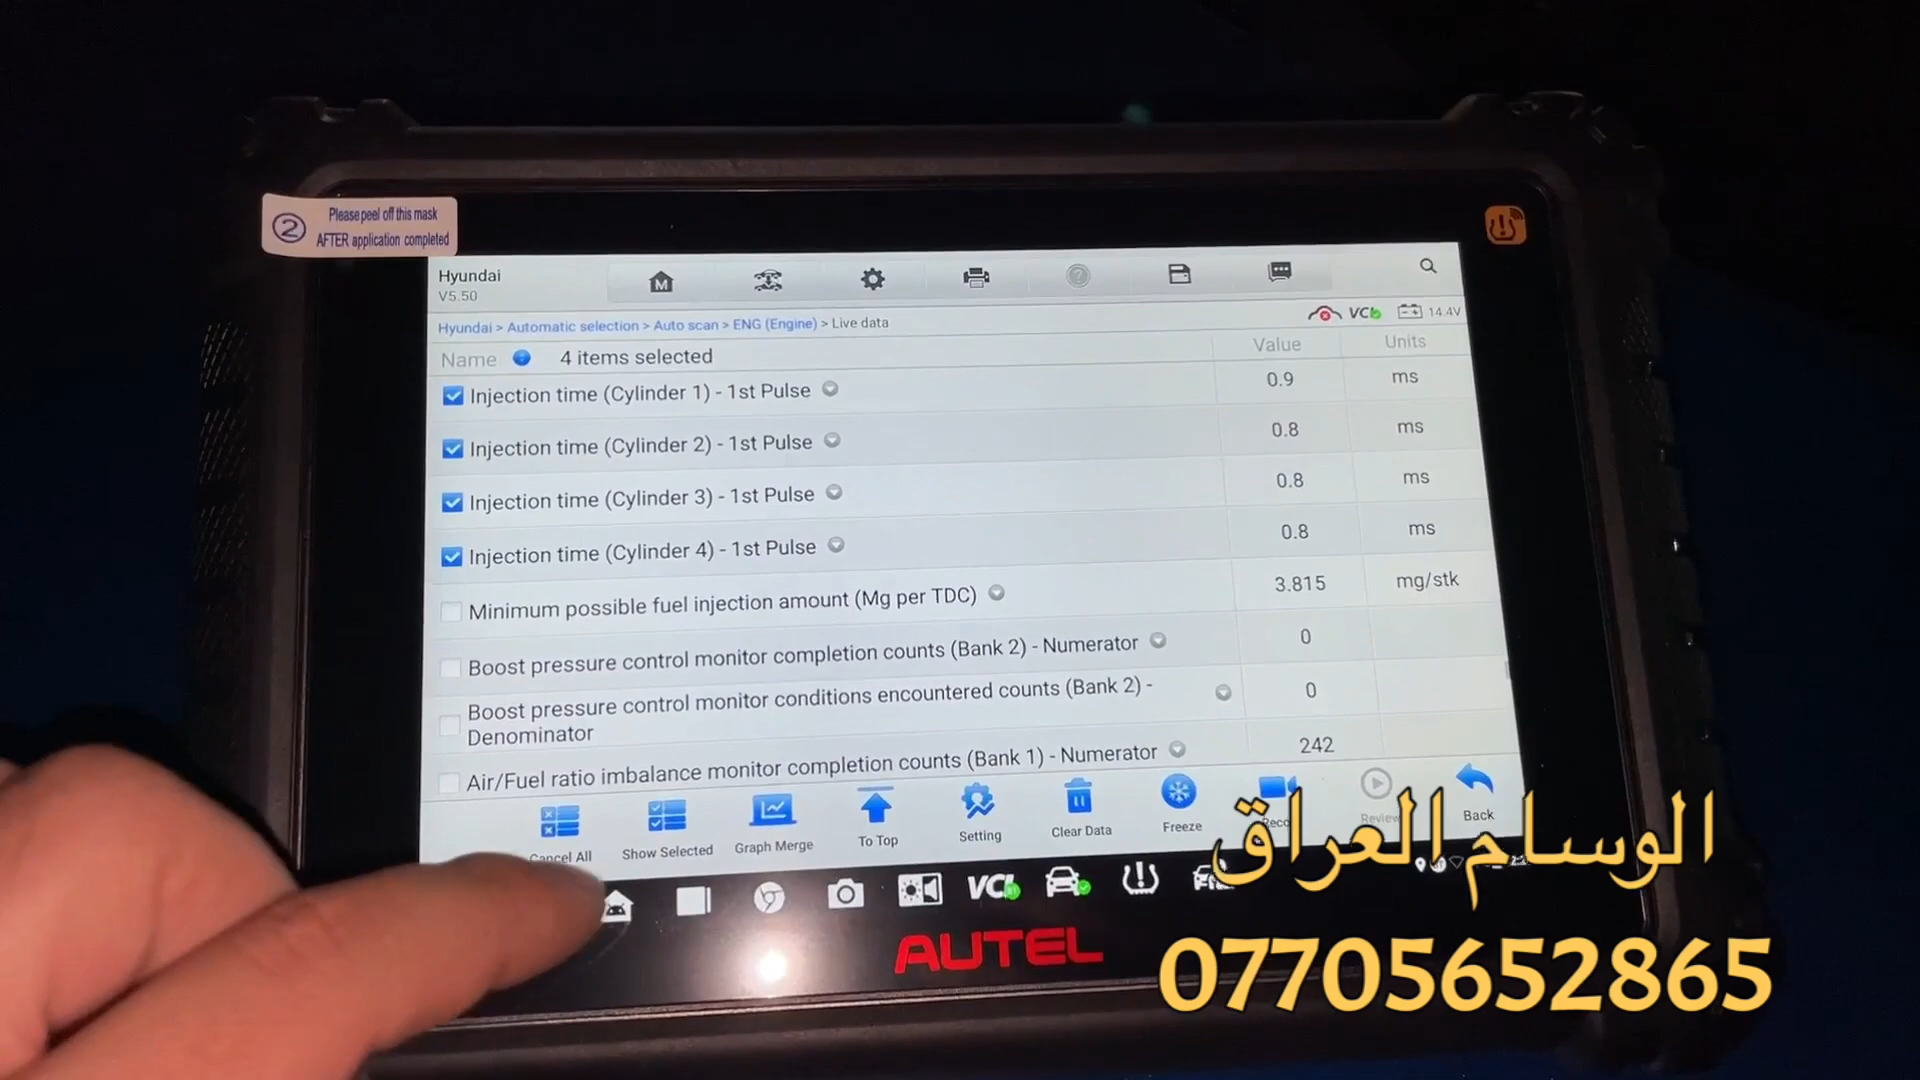 Please peel off this mask
2 AFTER application completed
Hyundai
V5.50
M
Hyundai > Automatic selection > Auto scan > ENG (Engine) > Live data
VCI 14.4V
Name 4 items selected Value Units
Injection time (Cylinder 1) - 1st Pulse 0.9 ms
Injection time (Cylinder 2) - 1st Pulse 0.8 ms
Injection time (Cylinder 3) - 1st Pulse 0.8 ms
Injection time (Cylinder 4) - 1st Pulse 0.8 ms
Minimum possible fuel injection amount (Mg per TDC) 3.815 mg/stk
Boost pressure control monitor completion counts (Bank 2) - Numerator 0
Boost pressure control monitor conditions encountered counts (Bank 2) - 0
Denominator
Air/Fuel ratio imbalance monitor completion counts (Bank 1) - Numerator 242
Cancel All Show Selected Graph Merge To Top Setting Clear Data Freeze Back
VCI
AUTEL
الوسام العراق
07705652865